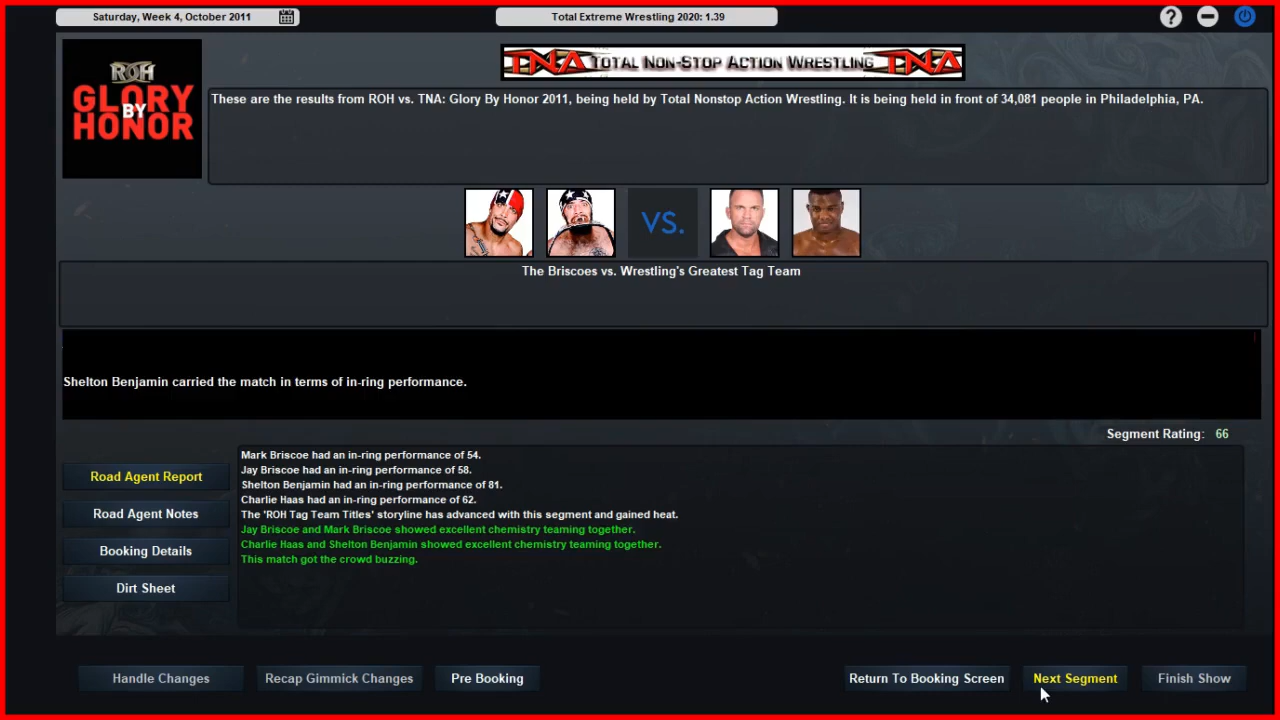 Saturday, Week 4, October 2011
Total Extreme Wrestling 2020: 1.39
?
ROH
GLORY
BY
HONOR
TNA TOTAL NON-STOP ACTION WRESTLING TNA
These are the results from ROH vs. TNA: Glory By Honor 2011, being held by Total Nonstop Action Wrestling. It is being held in front of 34,081 people in Philadelphia, PA.
VS.
The Briscoes vs. Wrestling's Greatest Tag Team
Shelton Benjamin carried the match in terms of in-ring performance.
Segment Rating: 66
Road Agent Report
Road Agent Notes
Booking Details
Dirt Sheet
Mark Briscoe had an in-ring performance of 54.
Jay Briscoe had an in-ring performance of 58.
Shelton Benjamin had an in-ring performance of 81.
Charlie Haas had an in-ring performance of 62.
The 'ROH Tag Team Titles' storyline has advanced with this segment and gained heat.
Jay Briscoe and Mark Briscoe showed excellent chemistry teaming together.
Charlie Haas and Shelton Benjamin showed excellent chemistry teaming together.
This match got the crowd buzzing.
Handle Changes
Recap Gimmick Changes
Pre Booking
Return To Booking Screen
Next Segment
Finish Show